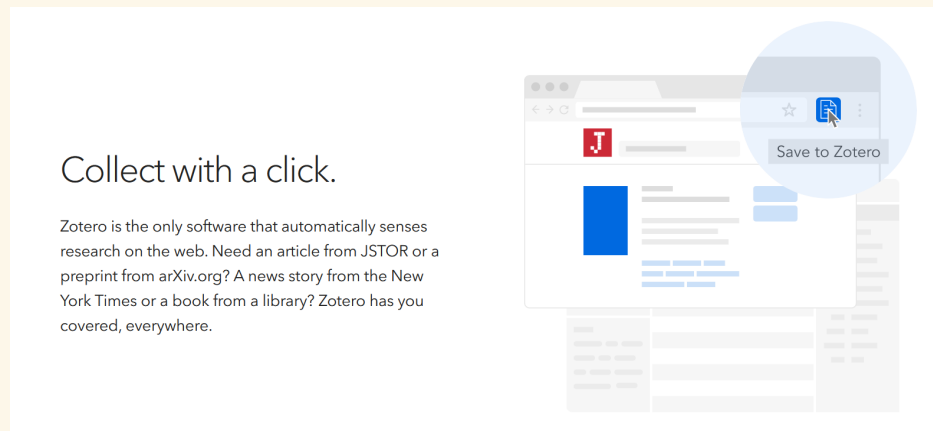 Collect with a click.
Zotero is the only software that automatically senses
research on the web. Need an article from JSTOR or a
preprint from arXiv.org? A news story from the New
York Times or a book from a library? Zotero has you
covered, everywhere.
J
Save to Zotero